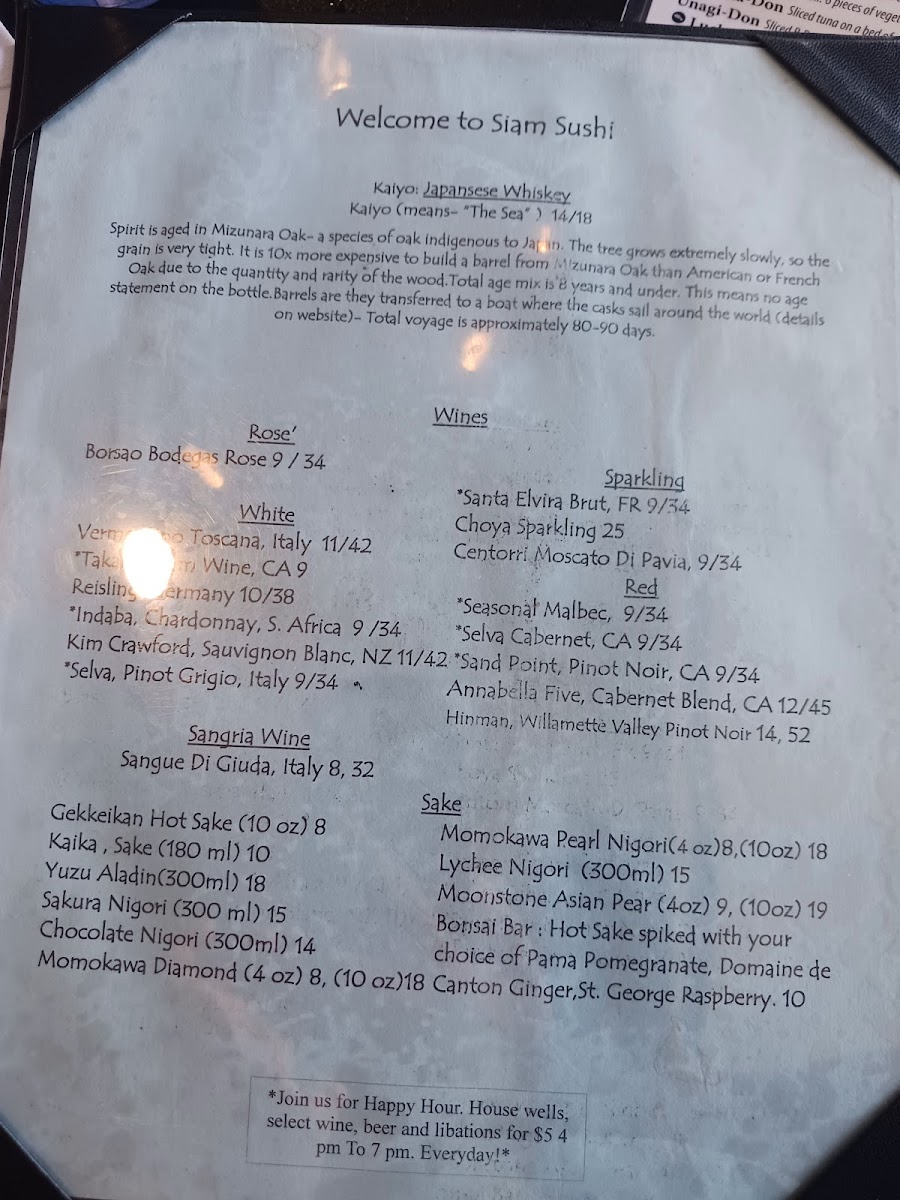 pieces of veget
-Don Sliced tuna on a bed of
Unagi-Don Sliced
Welcome to Siam Sushi
Kaiyo: Japansese Whiskey
Kaiyo (means- "The Sea" ) 14/18
Spirit is aged in Mizunara Oak- a species of oak indigenous to Japan. The tree grows extremely slowly, so the
grain is very tight. It is 10x more expensive to build a barrel from Mizunara Oak than American or French
Oak due to the quantity and rarity of the wood.Total age mix is 8 years and under. This means no age
statement on the bottle.Barrels are they transferred to a boat where the casks sail around the world (details
on website)- Total voyage is approximately 80-90 days.
Wines
Rose'
Borsao Bodegas Rose 9 / 34
White
Toscana, Italy 11/42
Wine, CA 9
Reisling Germany 10/38
*Indaba, Chardonnay, S. Africa 9 /34
Kim Crawford, Sauvignon Blanc, NZ 11/42
*Selva, Pinot Grigio, Italy 9/34
Sangria Wine
Sangue Di Giuda, Italy 8, 32
Sparkling
*Santa Elvira Brut, FR 9/34
Choya Sparkling 25
Centorri Moscato Di Pavia, 9/34
Red
*Seasonal Malbec, 9/34
*Selva Cabernet, CA 9/34
*Sand Point, Pinot Noir, CA 9/34
Annabella Five, Cabernet Blend, CA 12/45
Hinman, Willamette Valley Pinot Noir 14, 52
Sake
Gekkeikan Hot Sake (10 oz) 8
Kaika , Sake (180 ml) 10
Yuzu Aladin(300ml) 18
Sakura Nigori (300 ml) 15
Chocolate Nigori (300ml) 14
Momokawa Diamond (4 oz) 8, (10 oz)18
Momokawa Pearl Nigori(4 oz)8,(10oz) 18
Lychee Nigori (300ml) 15
Moonstone Asian Pear (4oz) 9, (10oz) 19
Bonsai Bar : Hot Sake spiked with your
choice of Pama Pomegranate, Domaine de
Canton Ginger,St. George Raspberry. 10
*Join us for Happy Hour. House wells,
select wine, beer and libations for $5 4
pm To 7 pm. Everyday!*